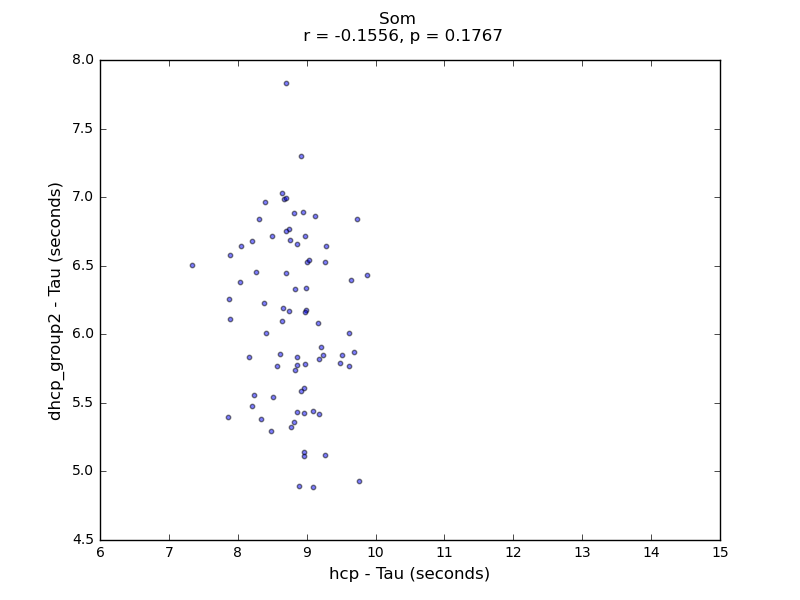 Som
r = -0.1556, p = 0.1767
8.0
7.5
7.0
6.5
6.0
5.5
5.0
4.5
dhcp_group2 - Tau (seconds)
6 7 8 9 10 11 12 13 14 15
hcp - Tau (seconds)